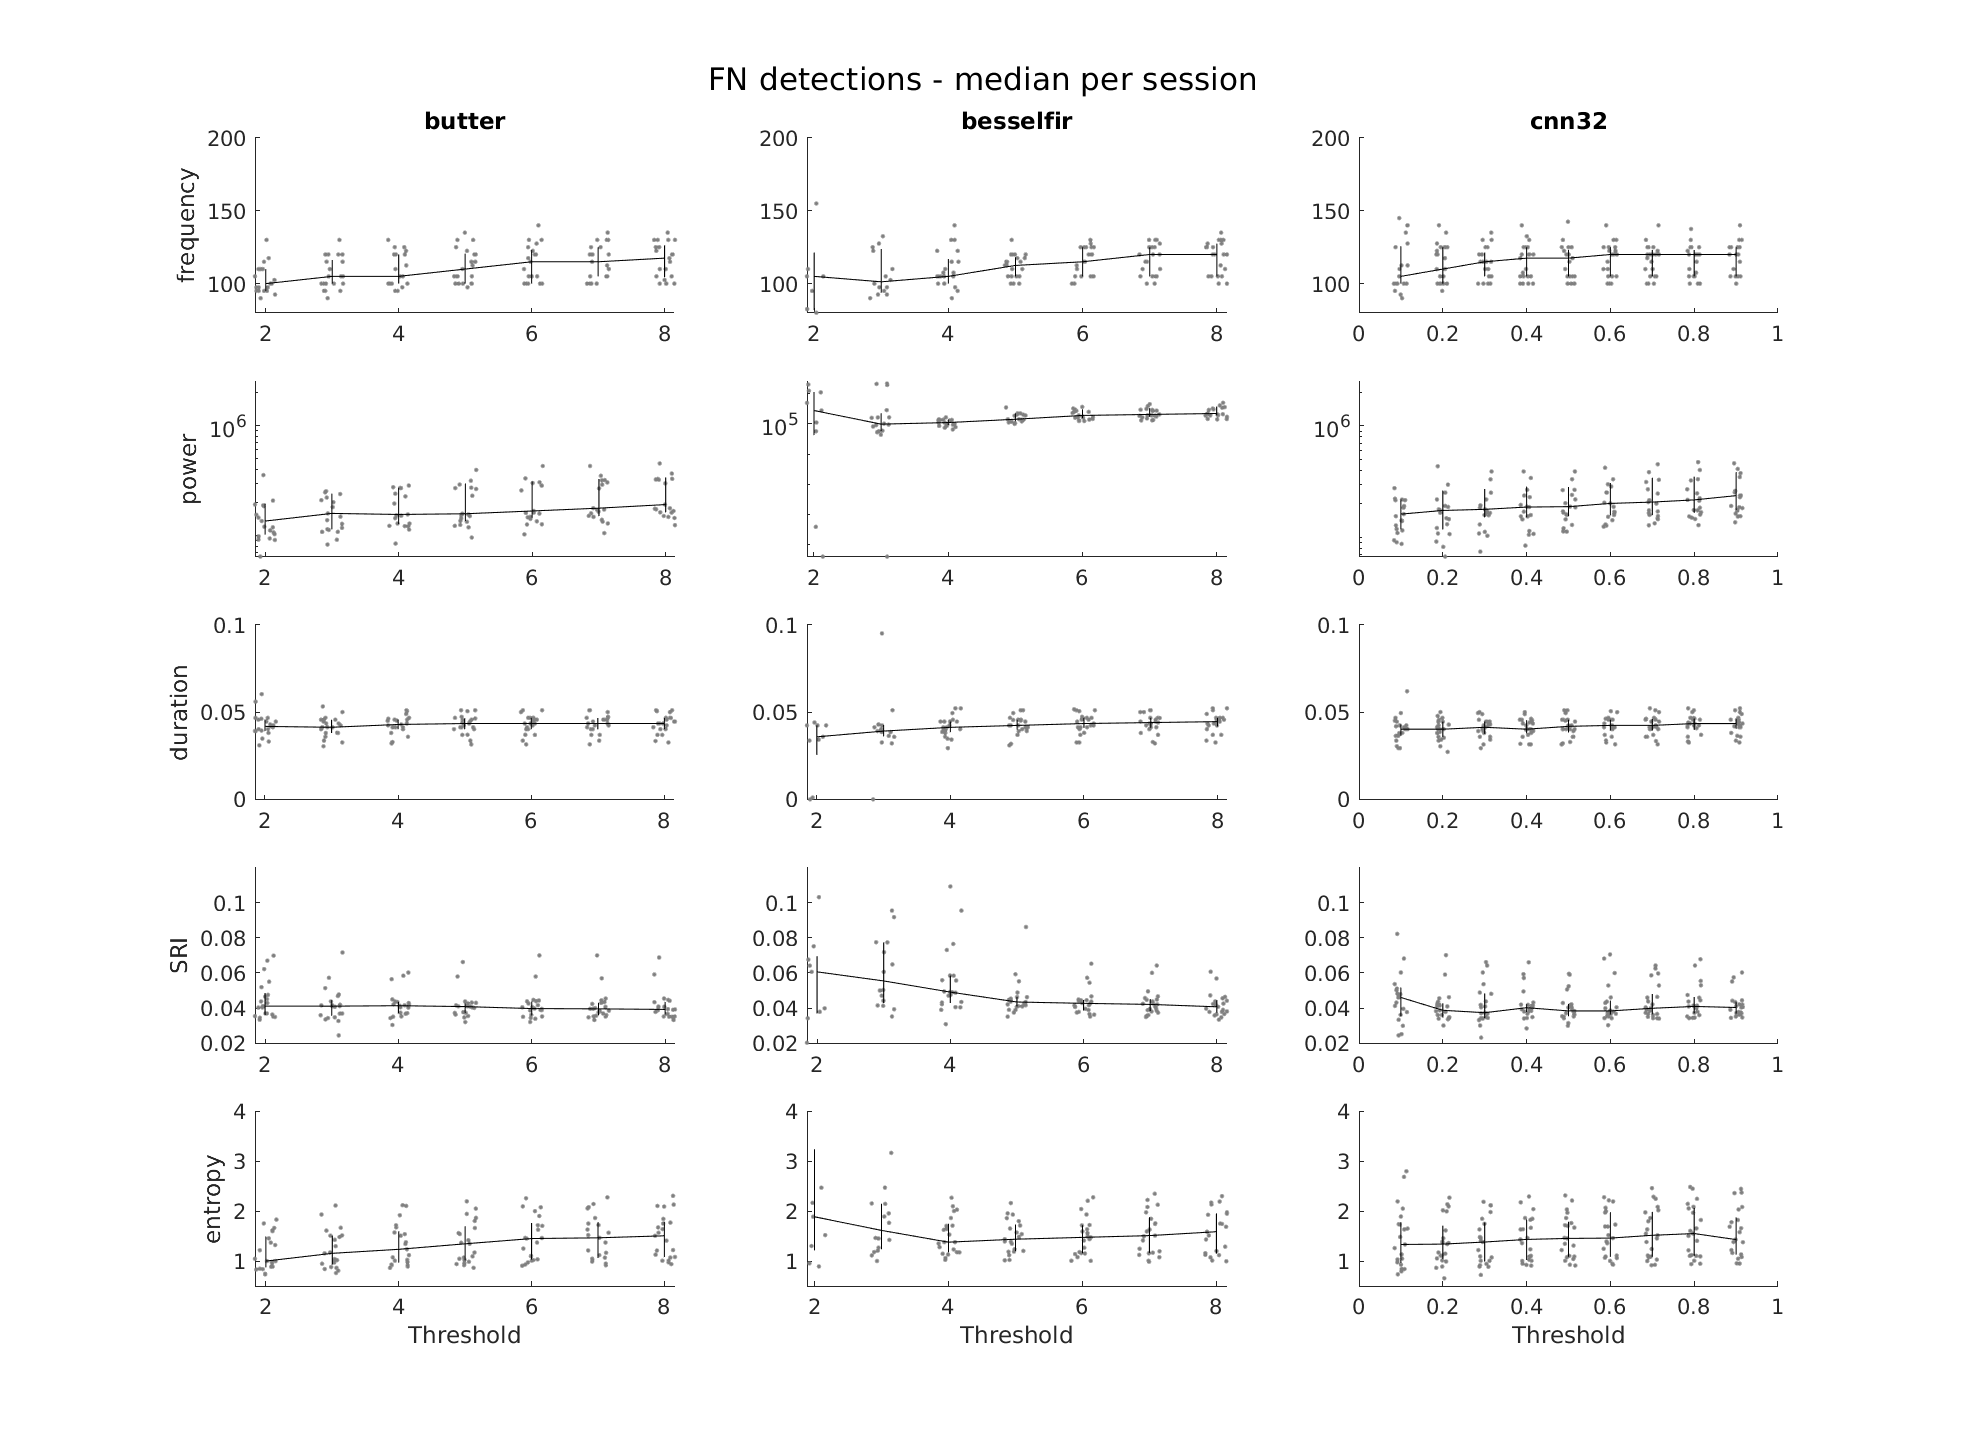 FN detections - median per session
butter besselfir cnn32
frequency
200 150 100
200 150 100
200 150 100
2 4 6 8
2 4 6 8
0 0.2 0.4 0.6 0.8 1
power
10^6
10^5
10^6
2 4 6 8
2 4 6 8
0 0.2 0.4 0.6 0.8 1
duration
0.1 0.05 0
0.1 0.05 0
0.1 0.05 0
2 4 6 8
2 4 6 8
0 0.2 0.4 0.6 0.8 1
SRI
0.1 0.08 0.06 0.04 0.02
0.1 0.08 0.06 0.04 0.02
0.1 0.08 0.06 0.04 0.02
2 4 6 8
2 4 6 8
0 0.2 0.4 0.6 0.8 1
entropy
4 3 2 1
4 3 2 1
4 3 2 1
2 4 6 8
2 4 6 8
0 0.2 0.4 0.6 0.8 1
Threshold Threshold Threshold